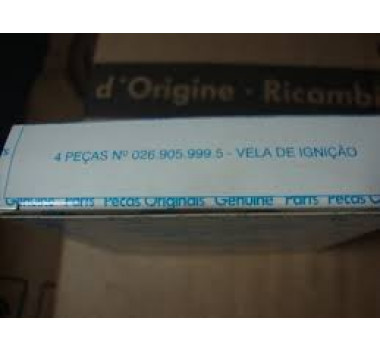 d'Origine · Ricambi
4 PEÇAS Nº 026.905.999.5 - VELA DE IGNIÇÃO
Genuine Parts Peças Originais Genuine Parts Peças